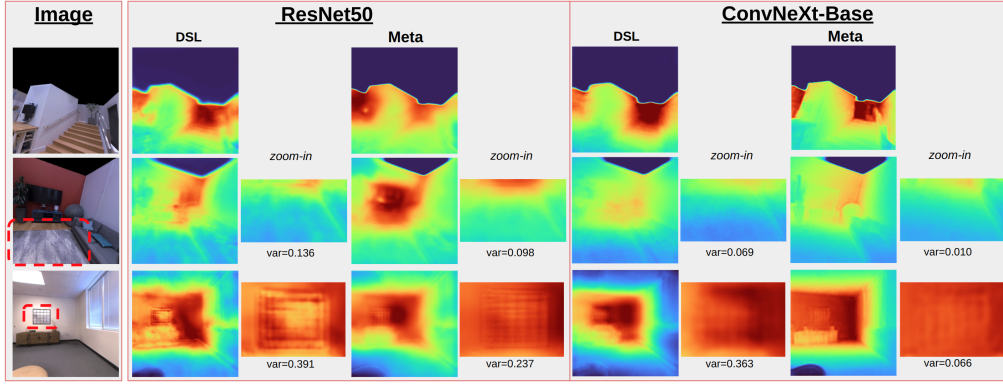 Image
ResNet50
ConvNeXt-Base
DSL
Meta
DSL
Meta
zoom-in
zoom-in
zoom-in
zoom-in
var=0.136
var=0.098
var=0.069
var=0.010
var=0.391
var=0.237
var=0.363
var=0.066